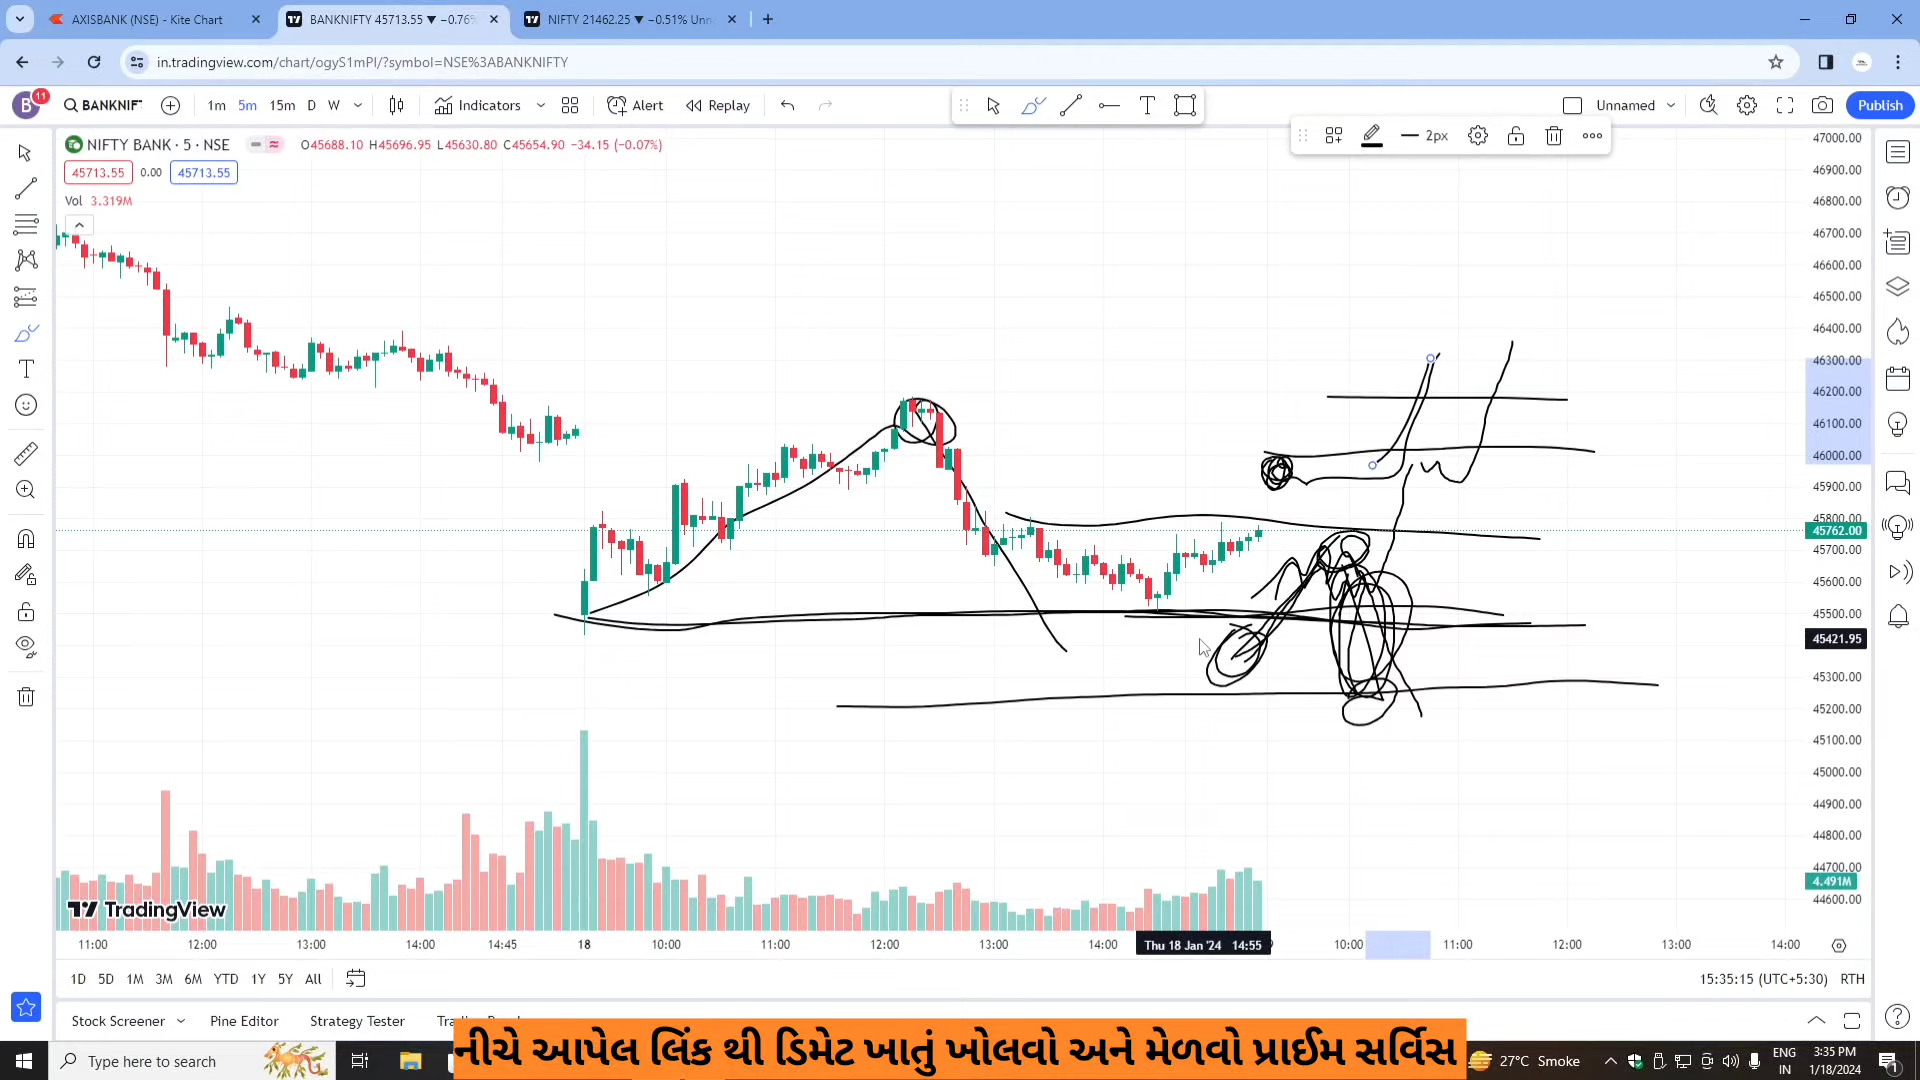 AXISBANK (NSE) - Kite Chart
BANKNIFTY 45713.55 ▼ −0.76%
NIFTY 21462.25 ▼ −0.51% Unn
in.tradingview.com/chart/ogyS1mPI/?symbol=NSE%3ABANKNIFTY
B 11 BANKNIF 1m 5m 15m D W Indicators Alert Replay T Unnamed Publish
2px
NIFTY BANK · 5 · NSE O45688.10 H45696.95 L45630.80 C45654.90 −34.15 (−0.07%)
45713.55 0.00 45713.55
Vol 3.319M
47000.00
46900.00
46800.00
46700.00
46600.00
46500.00
46400.00
46300.00
46200.00
46100.00
46000.00
45900.00
45800.00
45762.00
45700.00
45600.00
45500.00
45421.95
45300.00
45200.00
45100.00
45000.00
44900.00
44800.00
44700.00
4.491M
44600.00
TradingView
11:00 12:00 13:00 14:00 14:45 18 10:00 11:00 12:00 13:00 14:00 Thu 18 Jan '24 14:55 10:00 11:00 12:00 13:00 14:00
1D 5D 1M 3M 6M YTD 1Y 5Y All 15:35:15 (UTC+5:30) RTH
Stock Screener Pine Editor Strategy Tester
નીચે આપેલ લિંક થી ડિમેટ ખાતું ખોલવો અને મેળવો પ્રાઈમ સર્વિસ
Type here to search
27°C Smoke
ENG
IN
3:35 PM
1/18/2024
1